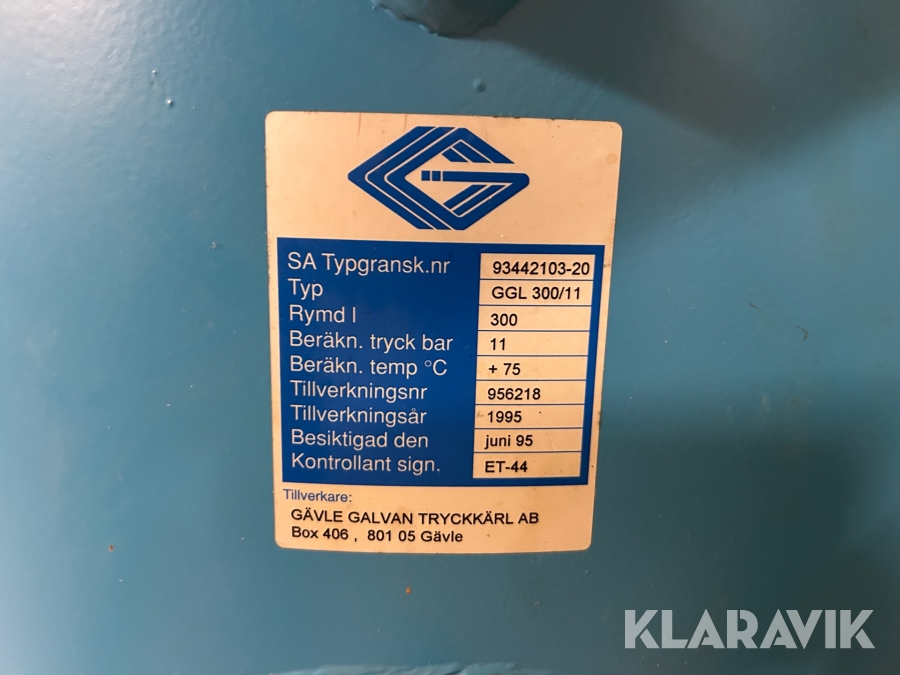 SA Typgransk.nr 93442103-20
Typ GGL 300/11
Rymd l 300
Beräkn. tryck bar 11
Beräkn. temp °C + 75
Tillverkningsnr 956218
Tillverkningsår 1995
Besiktigad den juni 95
Kontrollant sign. ET-44
Tillverkare:
GÄVLE GALVAN TRYCKKÄRL AB
Box 406 , 801 05 Gävle
KLARAVIK